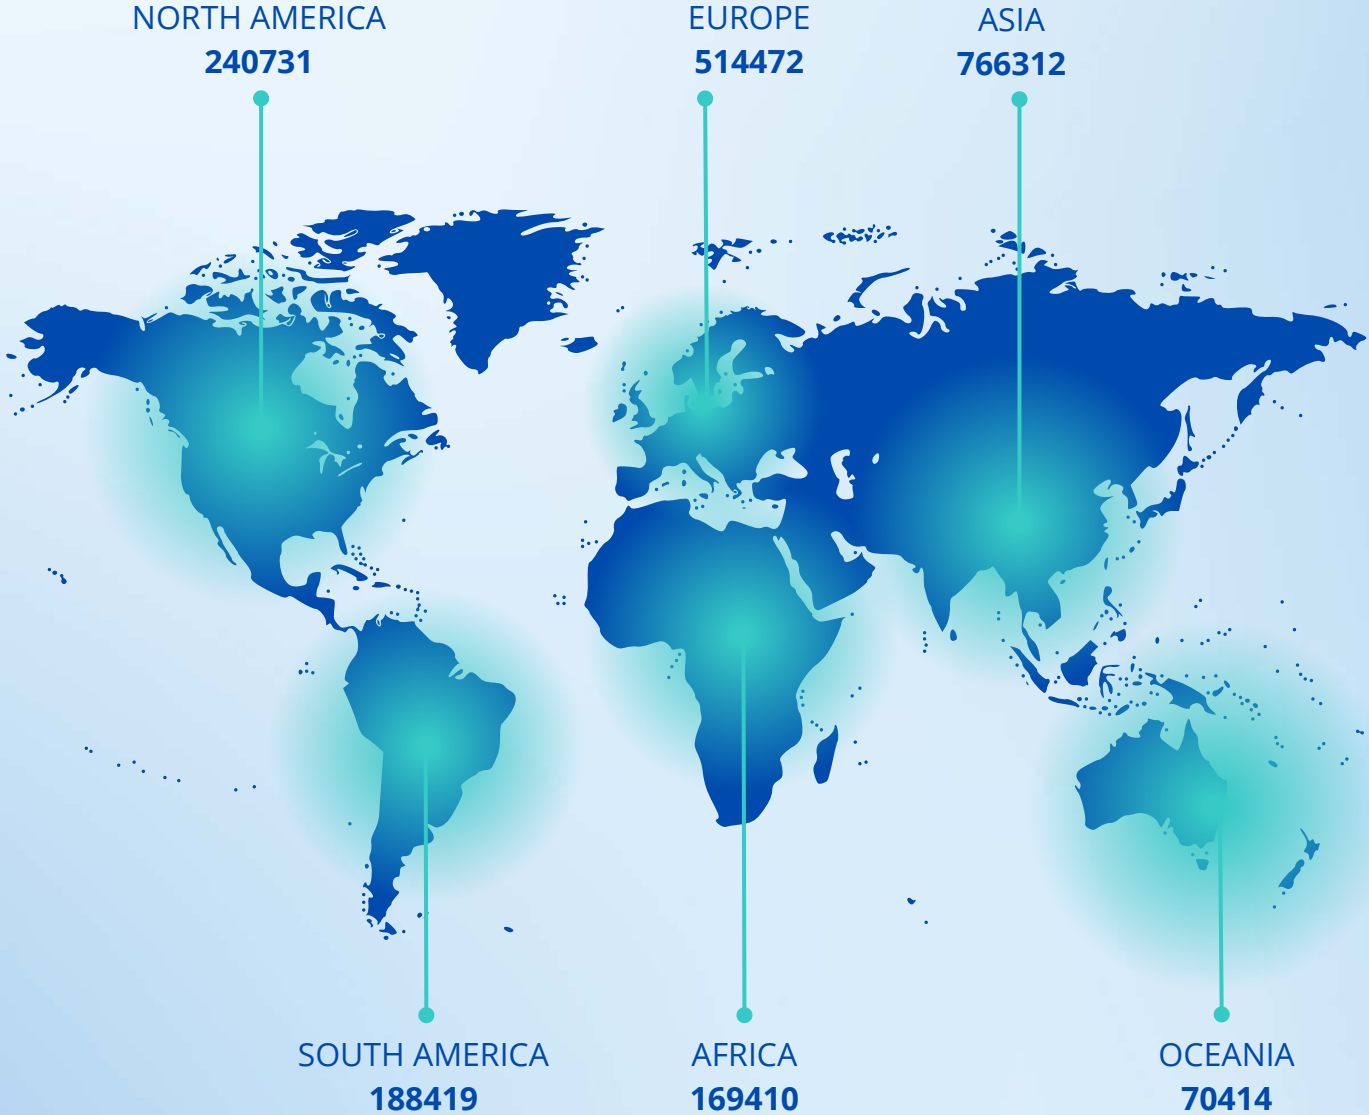 NORTH AMERICA
240731
EUROPE
514472
ASIA
766312
SOUTH AMERICA
188419
AFRICA
169410
OCEANIA
70414